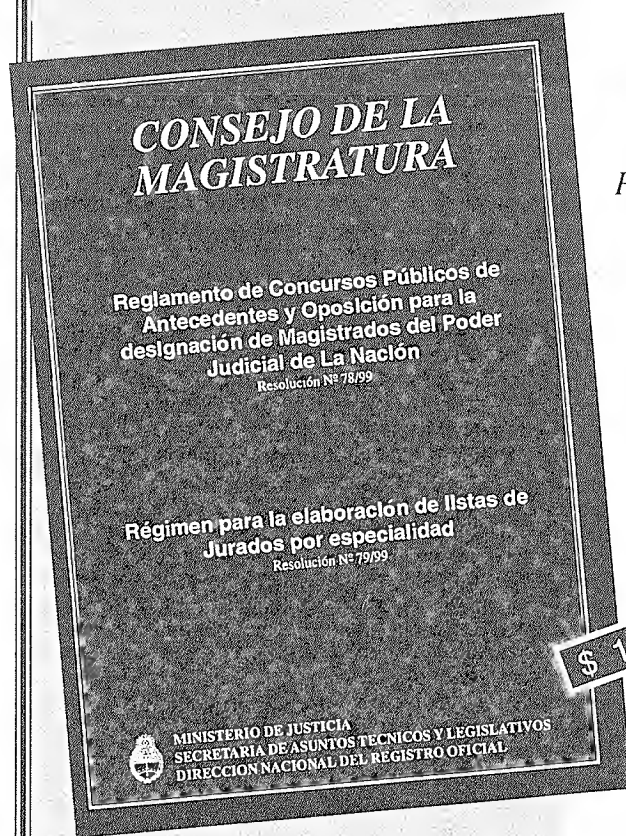 CONSEJO DE LA
MAGISTRATURA
Reglamento de Concursos Públicos de
Antecedentes y Oposición para la
designación de Magistrados del Poder
Judicial de La Nación
Resolución Nº 78/99
Régimen para la elaboración de listas de
Jurados por especialidad
Resolución Nº 79/99
$ 1
MINISTERIO DE JUSTICIA
SECRETARIA DE ASUNTOS TECNICOS Y LEGISLATIVOS
DIRECCION NACIONAL DEL REGISTRO OFICIAL